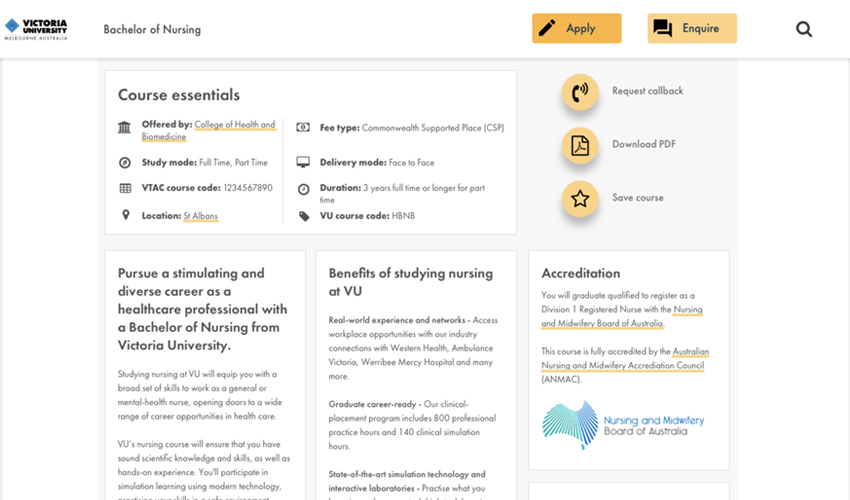 VICTORIA
UNIVERSITY
MELBOURNE AUSTRALIA
Bachelor of Nursing
Apply
Enquire
Course essentials
Offered by: College of Health and
Biomedicine
Study mode: Full Time, Part Time
VTAC course code: 1234567890
Location: St Albans
Fee type: Commonwealth Supported Place (CSP)
Delivery mode: Face to Face
Duration: 3 years full time or longer for part
time
VU course code: HBNB
Request callback
Download PDF
Save course
Pursue a stimulating and
diverse career as a
healthcare professional with
a Bachelor of Nursing from
Victoria University.
Studying nursing at VU will equip you with a
broad set of skills to work as a general or
mental-health nurse, opening doors to a wide
range of career opportunities in health care.
VU's nursing course will ensure that you have
sound scientific knowledge and skills, as well as
hands-on experience. You'll participate in
simulation learning using modern technology,
practising your skills in a safe environment
Benefits of studying nursing
at VU
Real-world experience and networks - Access
workplace opportunities with our industry
connections with Western Health, Ambulance
Victoria, Werribee Mercy Hospital and many
more.
Graduate career-ready - Our clinical-
placement program includes 800 professional
practice hours and 140 clinical simulation
hours.
State-of-the-art simulation technology and
interactive laboratories - Practise what you
Accreditation
You will graduate qualified to register as a
Division 1 Registered Nurse with the Nursing
and Midwifery Board of Australia.
This course is fully accredited by the Australian
Nursing and Midwifery Accreditation Council
(ANMAC).
Nursing and Midwifery
Board of Australia